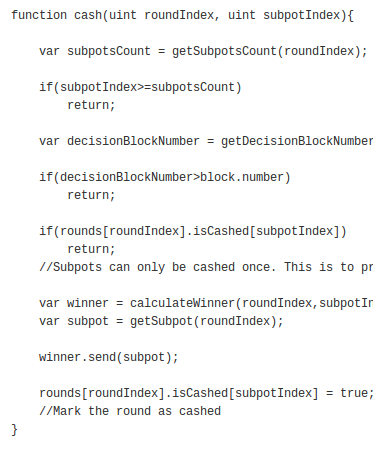 function cash(uint roundIndex, uint subpotIndex){
var subpotsCount = getSubpotsCount(roundIndex);
if(subpotIndex>=subpotsCount)
return;
var decisionBlockNumber = getDecisionBlockNumber
if(decisionBlockNumber>block.number)
return;
if(rounds[roundIndex].isCashed[subpotIndex])
return;
//Subpots can only be cashed once. This is to pr
var winner = calculateWinner(roundIndex,subpotIn
var subpot = getSubpot(roundIndex);
winner.send(subpot);
rounds[roundIndex].isCashed[subpotIndex] = true;
//Mark the round as cashed
}